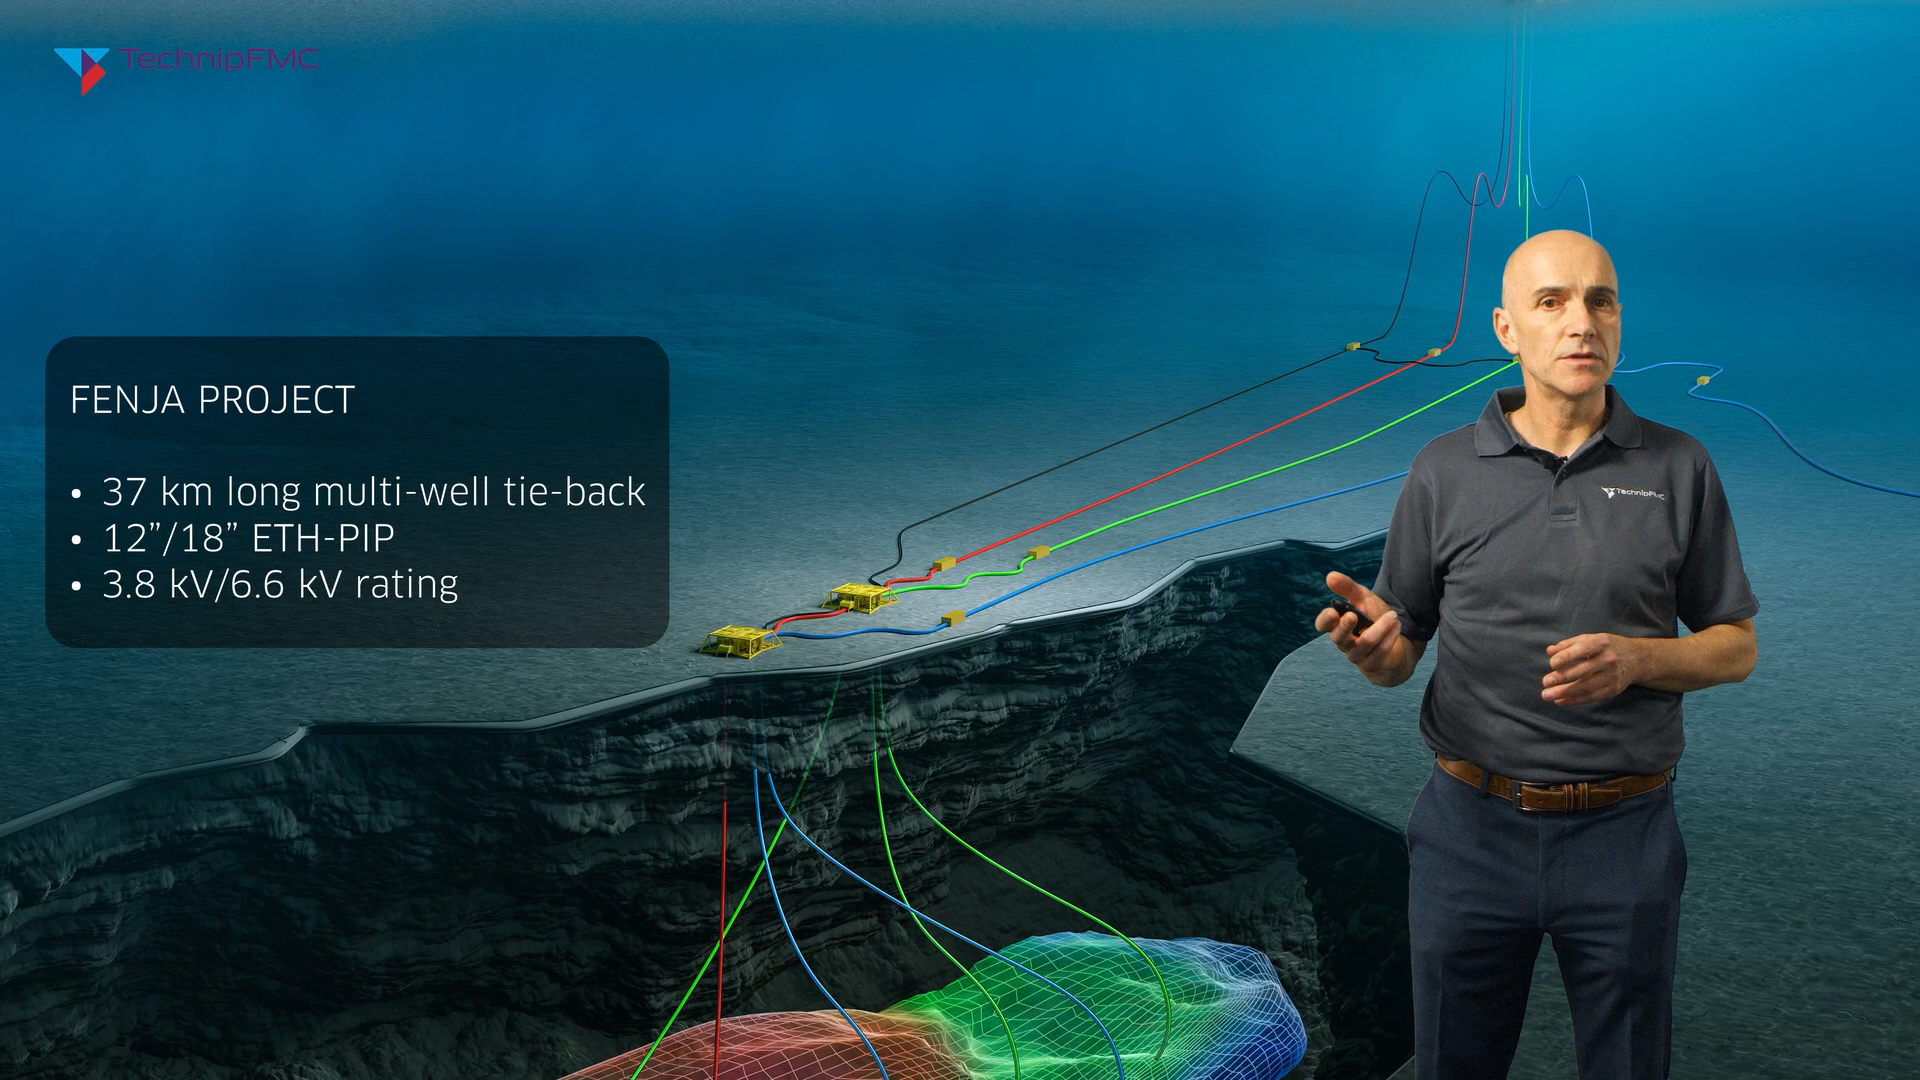 TechnipFMC
FENJA PROJECT
• 37 km long multi-well tie-back
• 12”/18” ETH-PIP
• 3.8 kV/6.6 kV rating
TechnipFMC